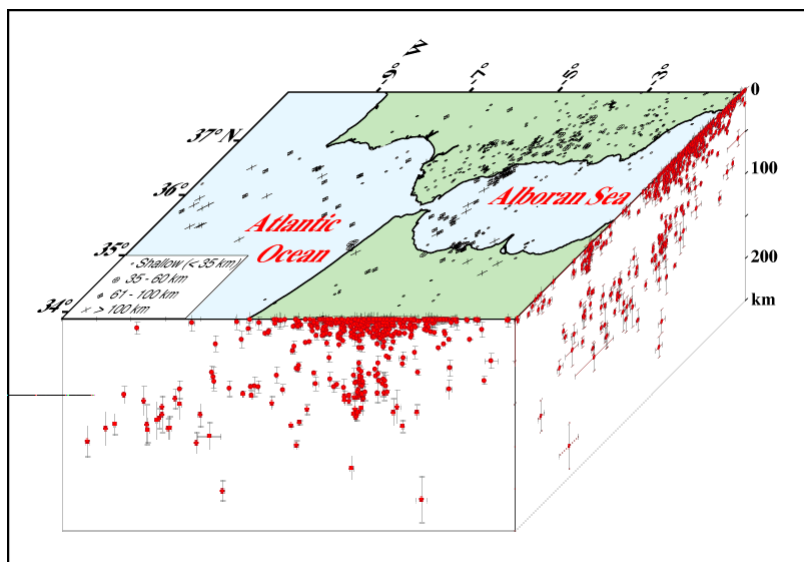 9° W
7°
5°
3°
0
37° N
100
36°
Alboran Sea
Atlantic
Ocean
35°
200
Shallow (< 35 km)
35 - 60 km
61 - 100 km
> 100 km
km
34°